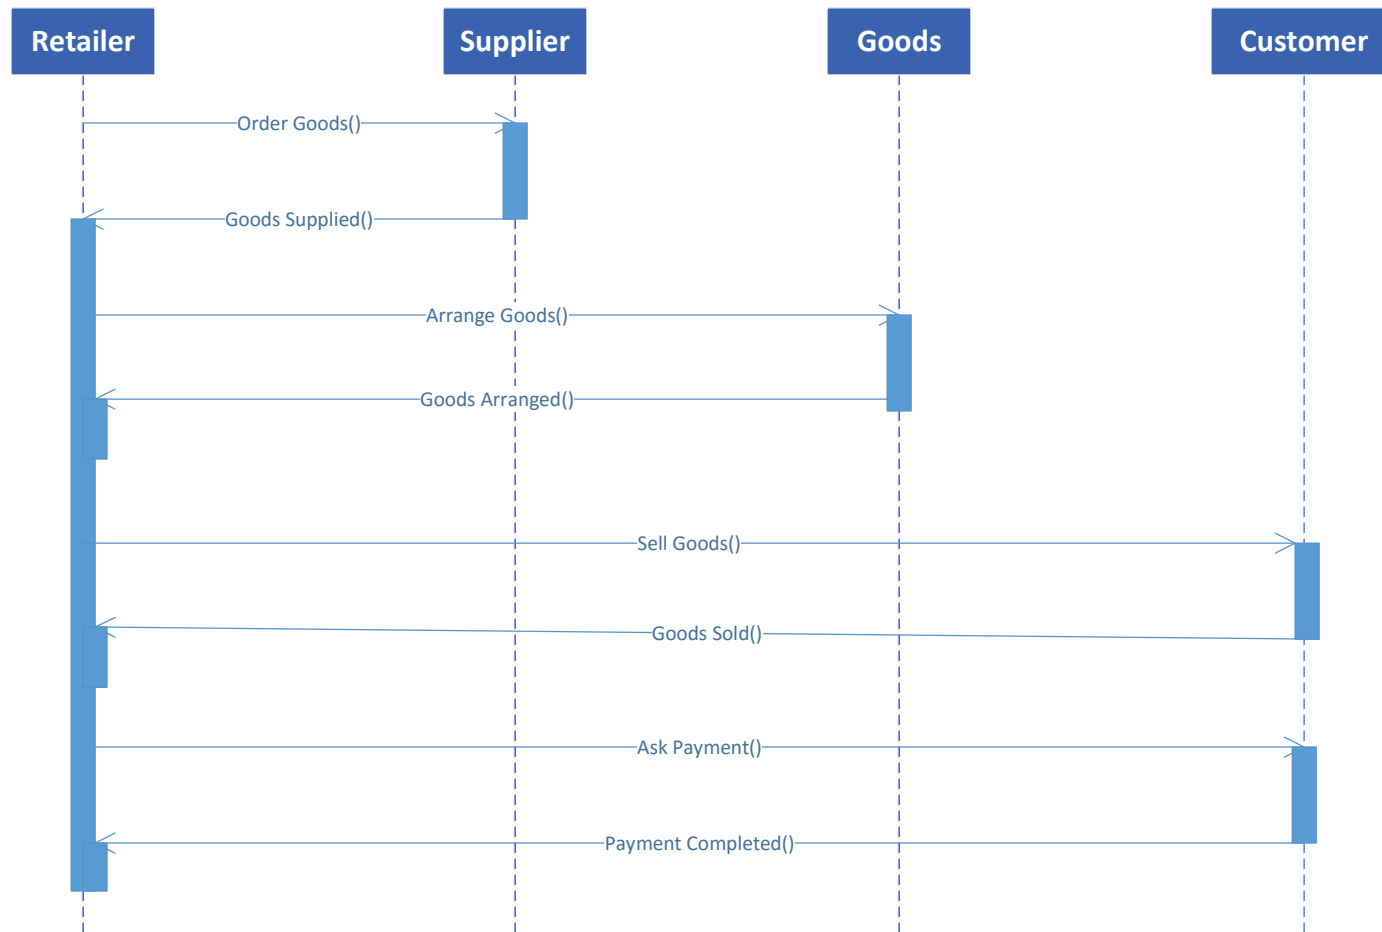 Retailer
Supplier
Goods
Customer
Order Goods()
Goods Supplied()
Arrange Goods()
Goods Arranged()
Sell Goods()
Goods Sold()
Ask Payment()
Payment Completed()